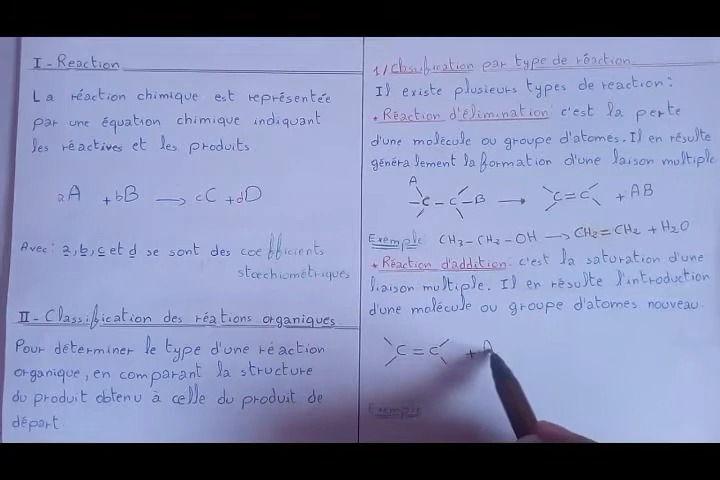 I - Reaction
La réaction chimique est représentée
par une équation chimique indiquant
les réactives et les produits
aA + bB → cC + dD
Avec: a, b, c et d se sont des coefficients
stœchiométriques
II - Classification des réations organiques
Pour déterminer le type d'une réaction
organique, en comparant la structure
du produit obtenu à celle du produit de
départ
1/ Classification par type de réaction
Il existe plusieurs types de reaction:
• Réaction d'élimination: c'est la perte
d'une molécule ou groupe d'atomes. Il en résulte
généralement la formation d'une liaison multiple
A
-C-C-B → C=C + AB
Exemple CH3-CH2-OH → CH2=CH2 + H2O
• Réaction d'addition: c'est la saturation d'une
liaison multiple. Il en résulte l'introduction
d'une molécule ou groupe d'atomes nouveau.
C=C + A
Exemple